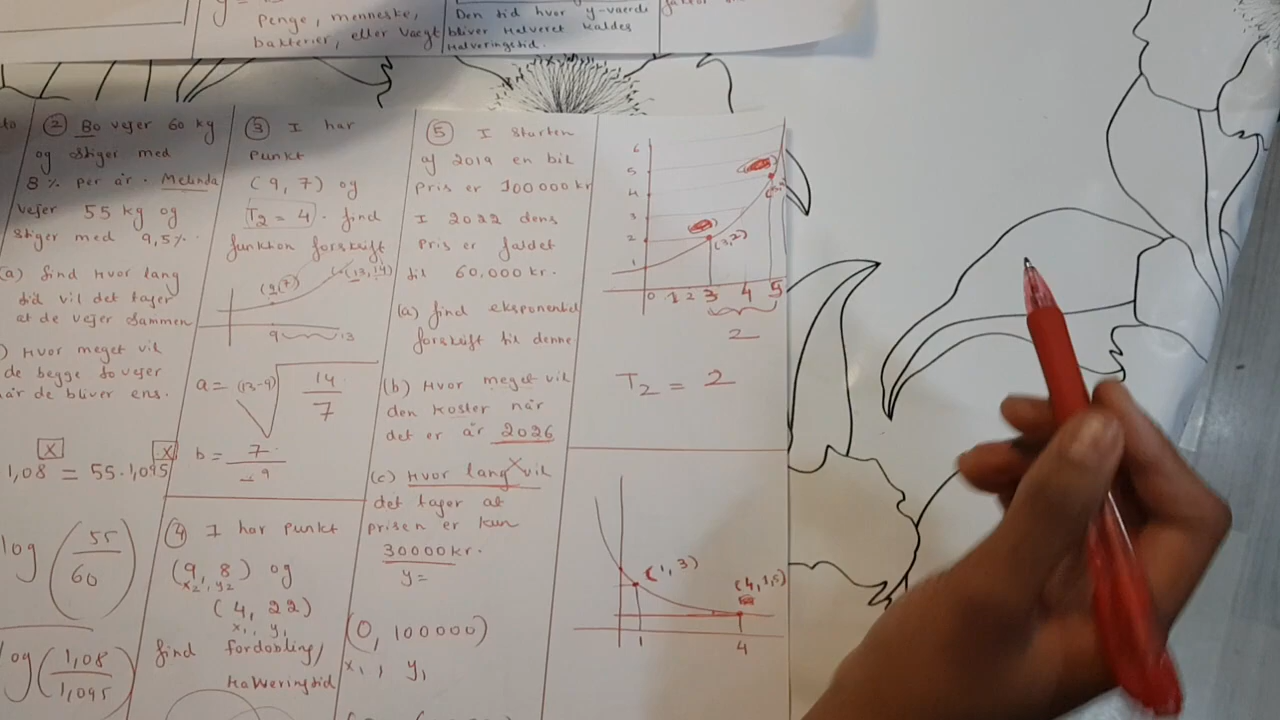 Penge, menneske,
bakterier, eller vægt
Den tid hvor y-værdi
bliver halveret kaldes
Halveringstid.
② Bo vejer 60 kg
og stiger med
8 % per år. Melinda
vejer 55 kg og
stiger med 9,5%.
(a) find Hvor lang
tid vil det tager
at de vejer sammen
Hvor meget vil
de begge to vejer
når de bliver ens.
x x
1,08 = 55·1,095
log (55/60)
log (1,08/1,095)
③ I har
Punkt
(9, 7) og
T2 = 4. find
funktion forskrift
(9,7)
(13,14)
9 13
a = (13-9)√ 14/7
b = 7/ 9
④ I har Punkt
(9, 8) og
x2, y2
(4, 22)
x1, y1
find fordobling/
Halveringstid
⑤ I starten
af 2019 en bil
Pris er 100000 kr
I 2022 dens
Pris er faldet
til 60,000 kr.
(a) find eksponentiel
forskrift til denne
(b) Hvor meget vil
den koster når
det er år 2026
(c) Hvor lang X vil
det tager at
prisen er kun
30000 kr.
y=
(0, 100000)
x1, y1
6
5
4
3
2
1
(3,2)
0 1 2 3 4 5
2
T2 = 2
(1, 3)
(4, 1,5)
1 4